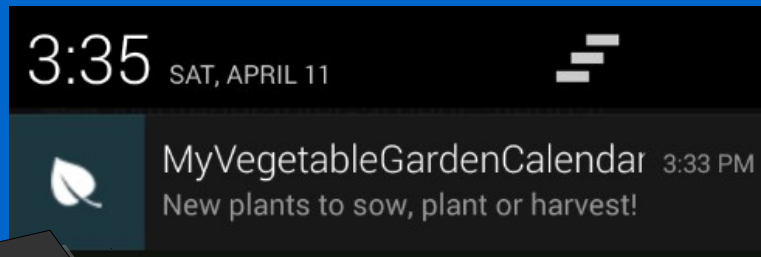 3:35 SAT, APRIL 11
MyVegetableGardenCalendar 3:33 PM
New plants to sow, plant or harvest!